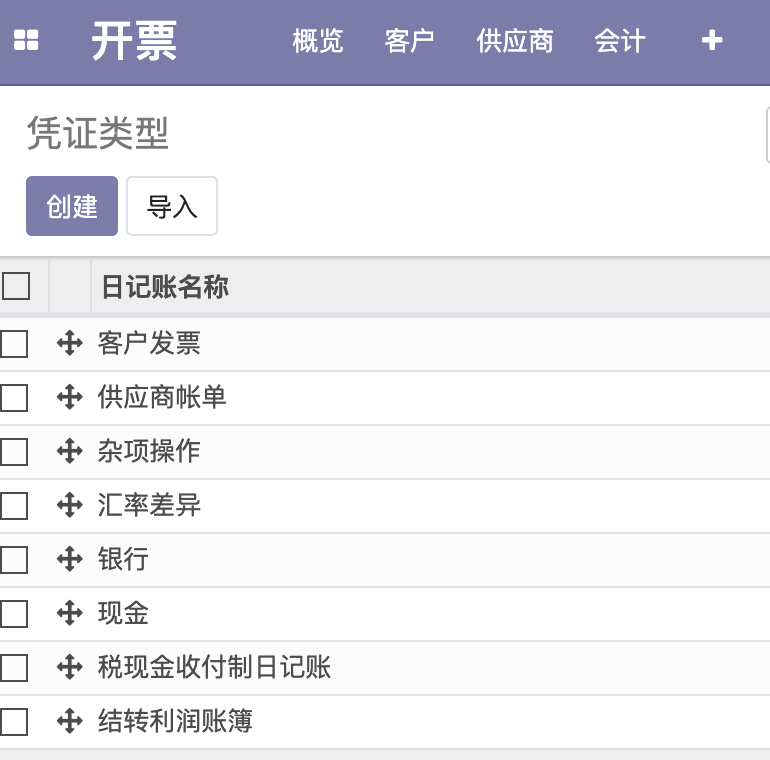 开票 概览 客户 供应商 会计
凭证类型
创建 导入
日记账名称
客户发票
供应商帐单
杂项操作
汇率差异
银行
现金
税现金收付制日记账
结转利润账簿